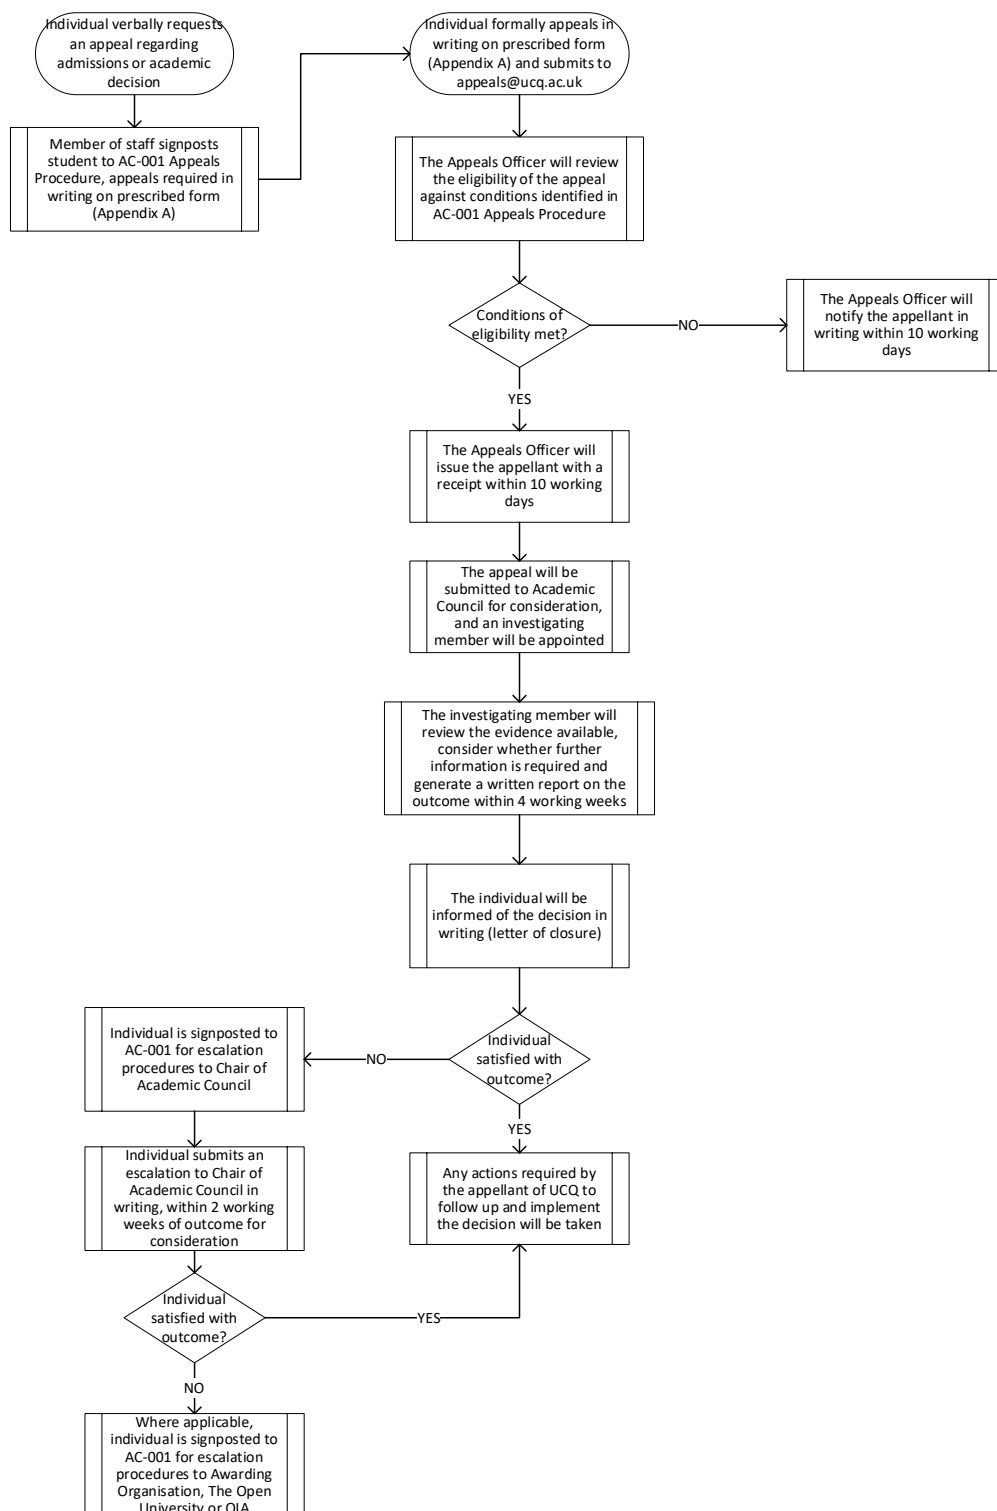 Individual verbally requests
an appeal regarding
admissions or academic
decision
Individual formally appeals in
writing on prescribed form
(Appendix A) and submits to
appeals@ucq.ac.uk
Member of staff signposts
student to AC-001 Appeals
Procedure, appeals required in
writing on prescribed form
(Appendix A)
The Appeals Officer will review
the eligibility of the appeal
against conditions identified in
AC-001 Appeals Procedure
Conditions of
eligibility met?
NO
The Appeals Officer will
notify the appellant in
writing within 10 working
days
YES
The Appeals Officer will
issue the appellant with a
receipt within 10 working
days
The appeal will be
submitted to Academic
Council for consideration,
and an investigating
member will be appointed
The investigating member will
review the evidence available,
consider whether further
information is required and
generate a written report on the
outcome within 4 working weeks
The individual will be
informed of the decision in
writing (letter of closure)
Individual
satisfied with
outcome?
NO
Individual is signposted to
AC-001 for escalation
procedures to Chair of
Academic Council
YES
Individual submits an
escalation to Chair of
Academic Council in
writing, within 2 working
weeks of outcome for
consideration
Any actions required by
the appellant of UCQ to
follow up and implement
the decision will be taken
Individual
satisfied with
outcome?
YES
NO
Where applicable,
individual is signposted to
AC-001 for escalation
procedures to Awarding
Organisation, The Open
University or OIA